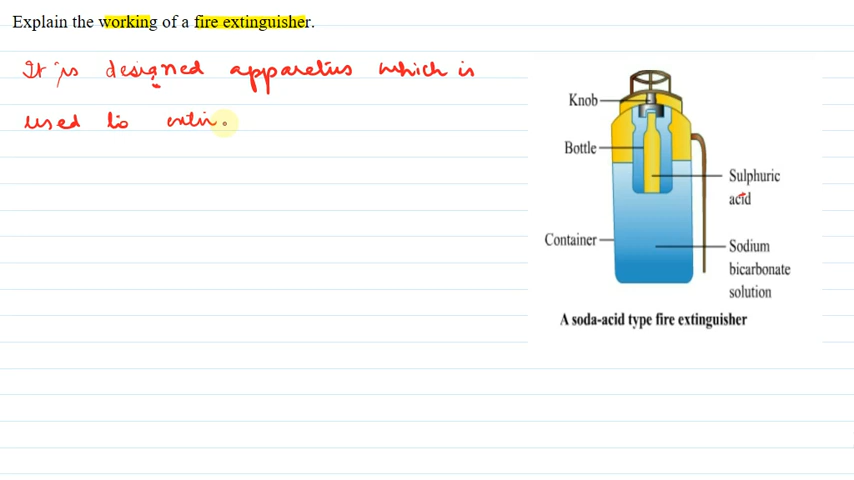 Explain the working of a fire extinguisher.
It is designed apparatus which is
used to extin
Knob
Bottle
Sulphuric
acid
Container
Sodium
bicarbonate
solution
A soda-acid type fire extinguisher